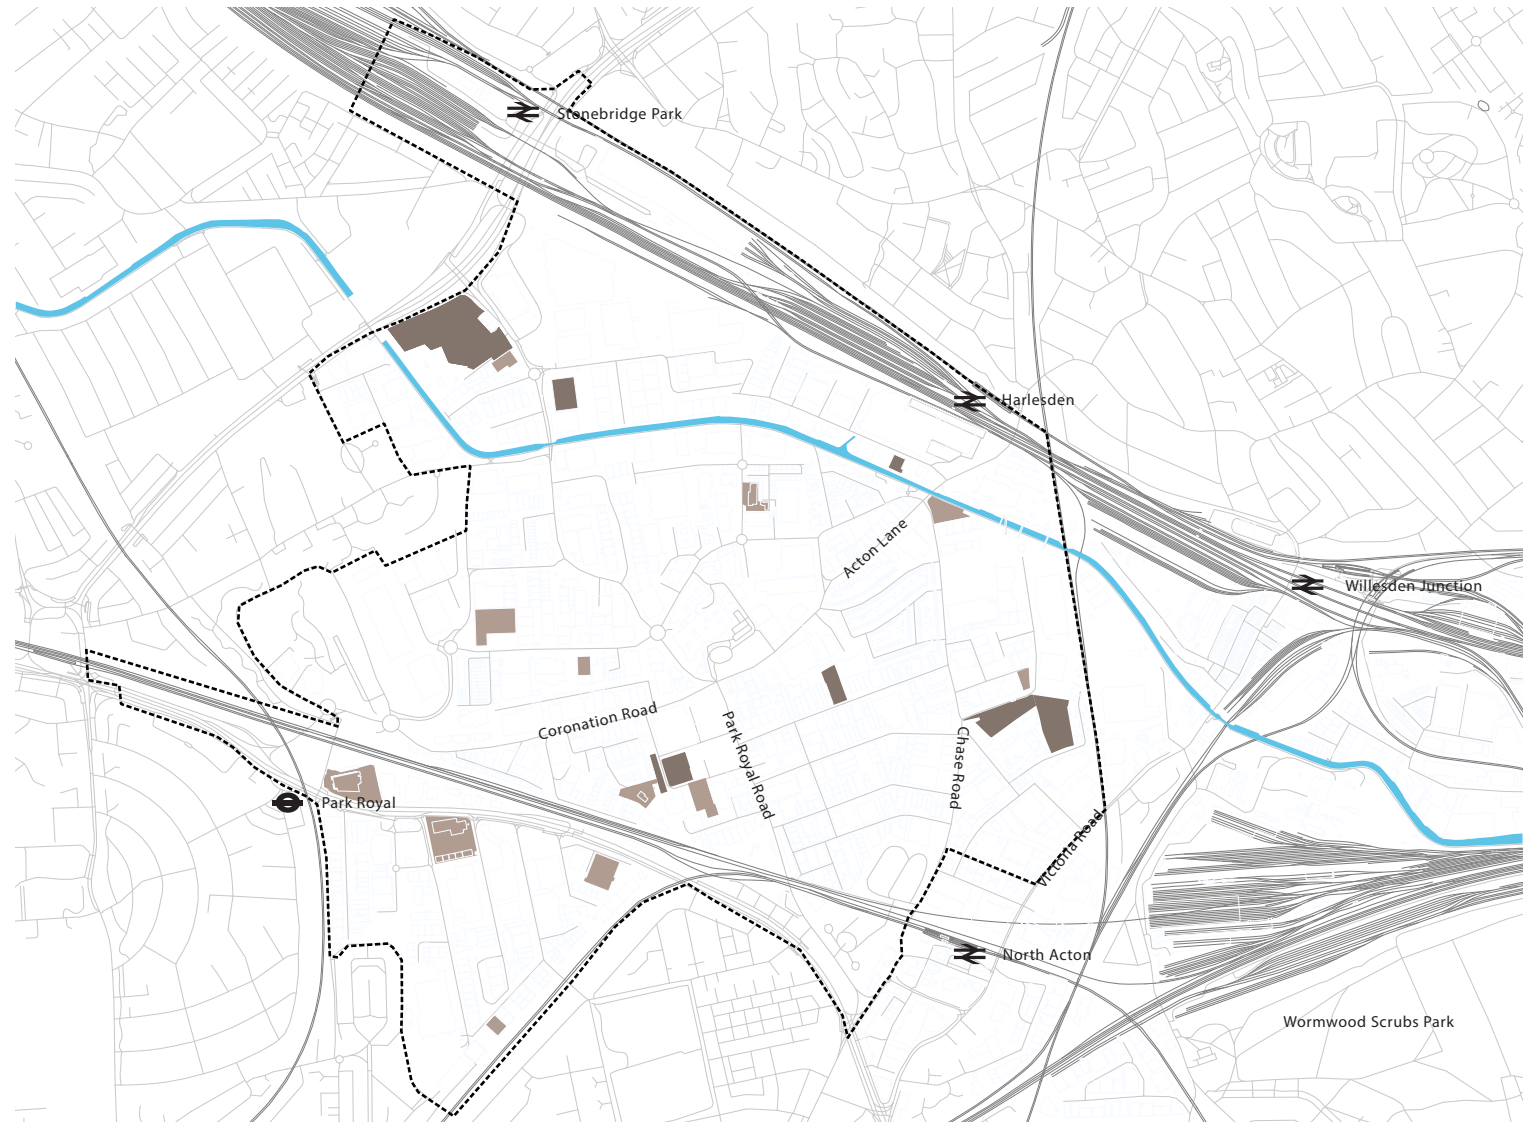 Stonebridge Park
Harlesden
Acton Lane
Willesden Junction
Coronation Road
Park Royal Road
Chase Road
Park Royal
Victoria Road
North Acton
Wormwood Scrubs Park